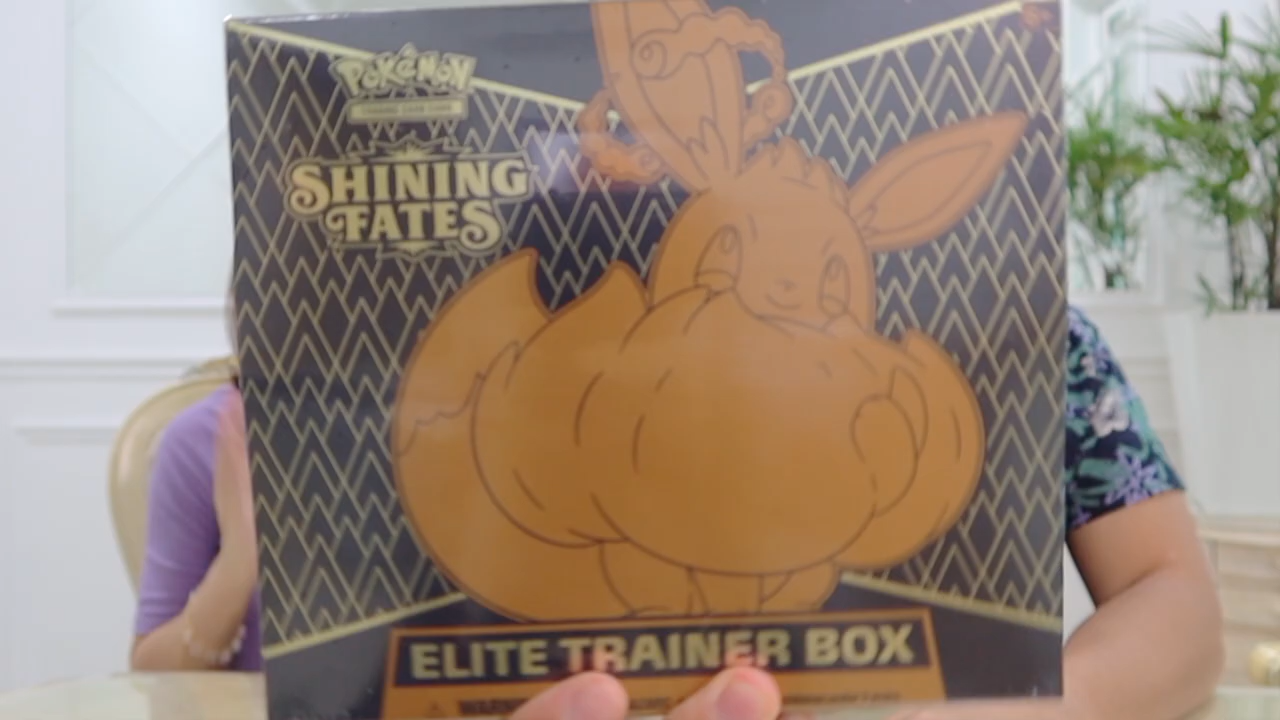 POKéMON
SHINING
FATES
ELITE TRAINER BOX
WARNING